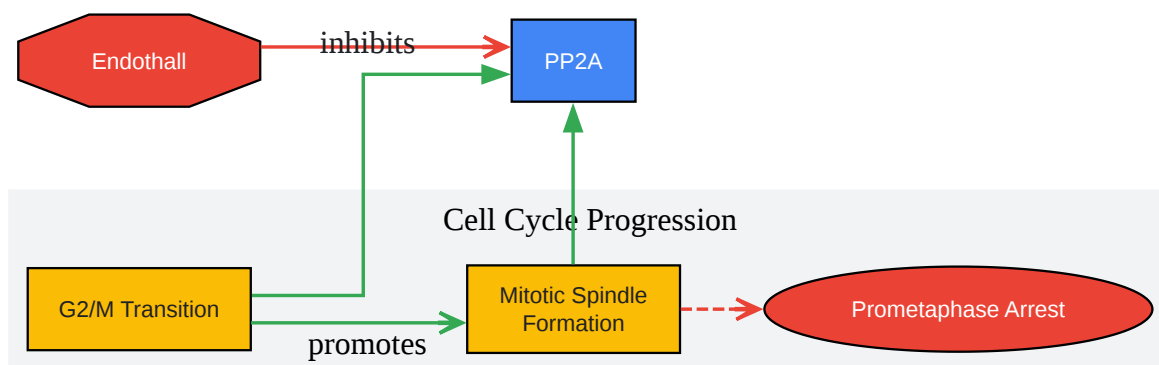 Endothall
inhibits
PP2A
Cell Cycle Progression
G2/M Transition
promotes
Mitotic Spindle
Formation
Prometaphase Arrest